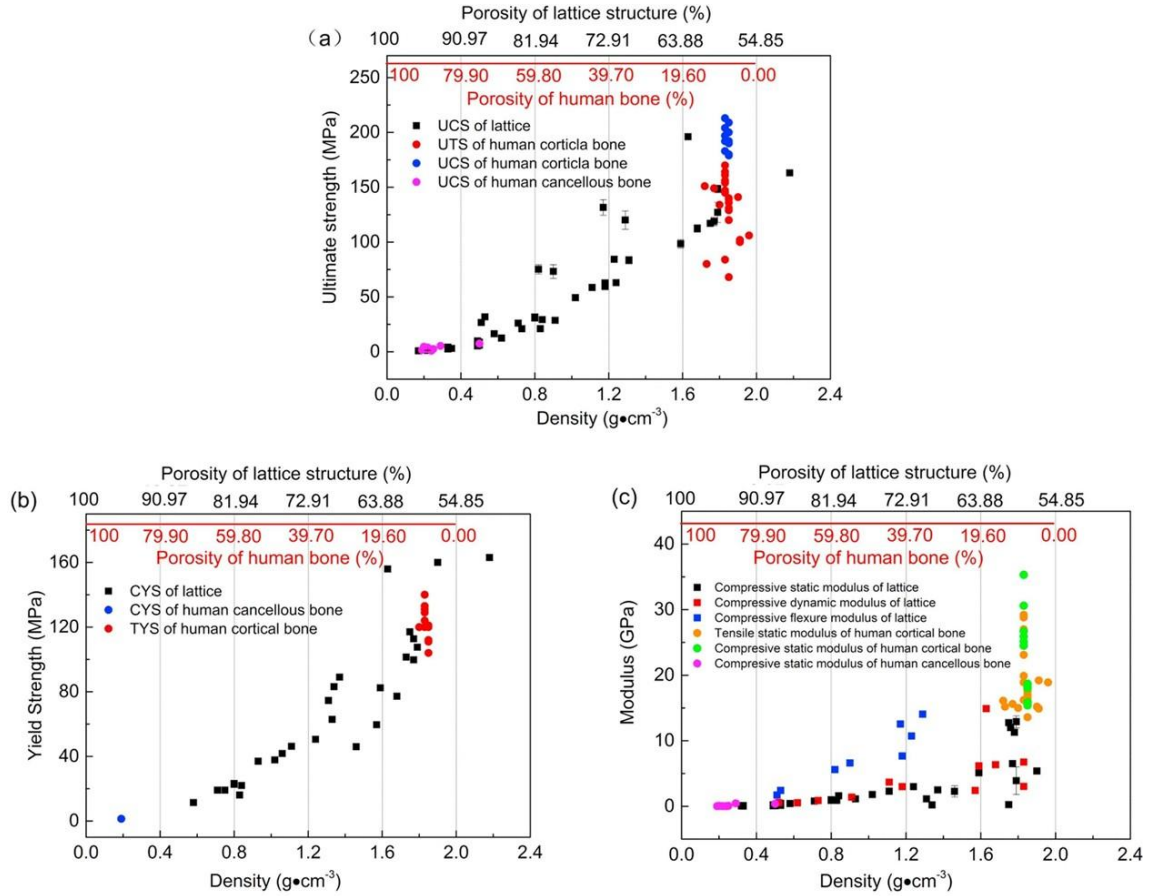 Porosity of lattice structure (%)
(a) 100 90.97 81.94 72.91 63.88 54.85
100 79.90 59.80 39.70 19.60 0.00
Porosity of human bone (%)
UCS of lattice
UTS of human corticla bone
UCS of human corticla bone
UCS of human cancellous bone
Ultimate strength (MPa)
250
200
150
100
50
0
0.0 0.4 0.8 1.2 1.6 2.0 2.4
Density (g•cm-3)
Porosity of lattice structure (%)
(b) 100 90.97 81.94 72.91 63.88 54.85
100 79.90 59.80 39.70 19.60 0.00
Porosity of human bone (%)
CYS of lattice
CYS of human cancellous bone
TYS of human cortical bone
Yield Strength (MPa)
160
120
80
40
0
0.0 0.4 0.8 1.2 1.6 2.0 2.4
Density (g•cm-3)
Porosity of lattice structure (%)
(c) 100 90.97 81.94 72.91 63.88 54.85
100 79.90 59.80 39.70 19.60 0.00
Porosity of human bone (%)
Compressive static modulus of lattice
Compressive dynamic modulus of lattice
Compressive flexure modulus of lattice
Tensile static modulus of human cortical bone
Compresive static modulus of human cortical bone
Compresive static modulus of human cancellous bone
Modulus (GPa)
40
30
20
10
0
0.0 0.4 0.8 1.2 1.6 2.0 2.4
Density (g•cm-3)